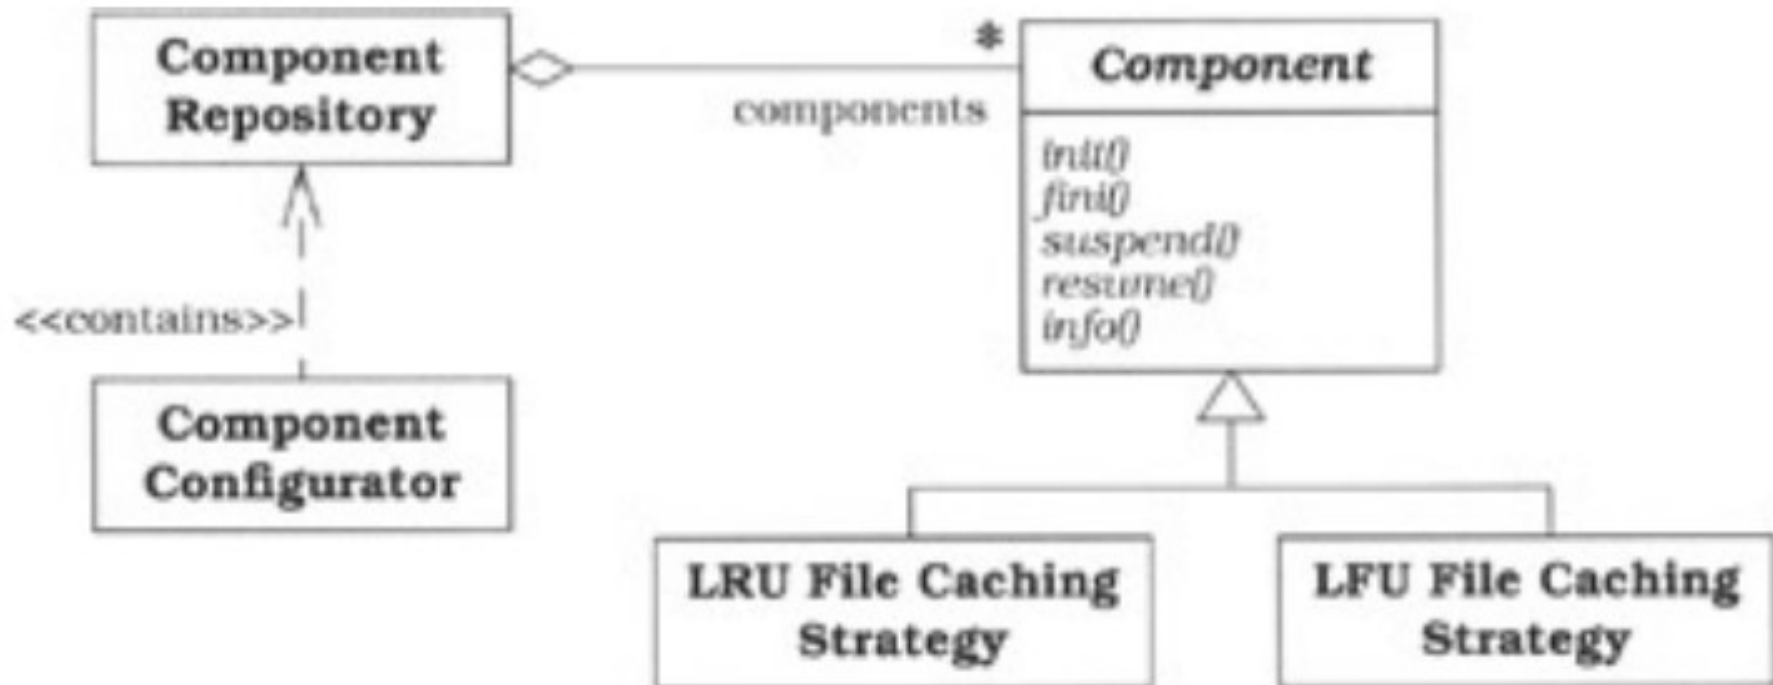 Component
Repository
*
components
Component
init()
fini()
suspend()
resume()
info()
<<contains>>
Component
Configurator
LRU File Caching
Strategy
LFU File Caching
Strategy